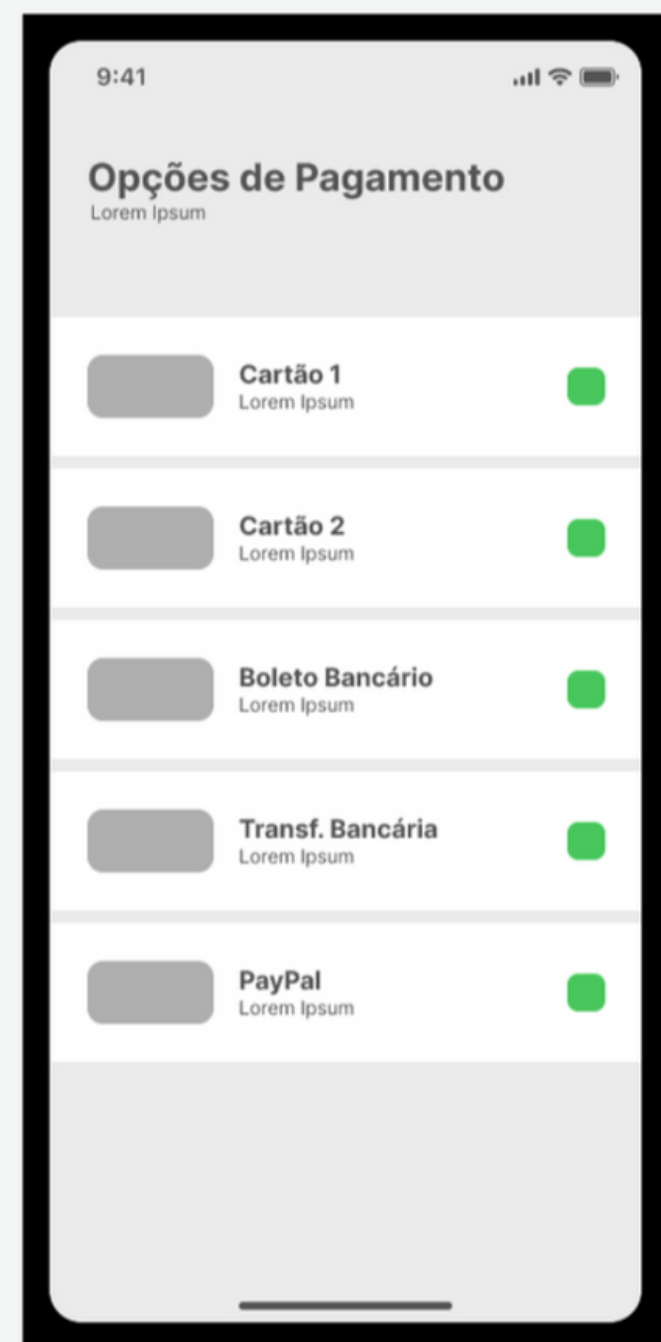 9:41
Opções de Pagamento
Lorem Ipsum
Cartão 1
Lorem Ipsum
Cartão 2
Lorem Ipsum
Boleto Bancário
Lorem Ipsum
Transf. Bancária
Lorem Ipsum
PayPal
Lorem Ipsum